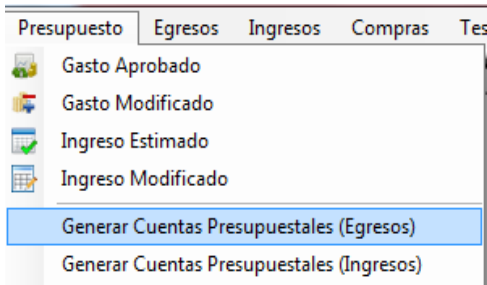 Presupuesto Egresos Ingresos Compras Tes
Gasto Aprobado
Gasto Modificado
Ingreso Estimado
Ingreso Modificado
Generar Cuentas Presupuestales (Egresos)
Generar Cuentas Presupuestales (Ingresos)